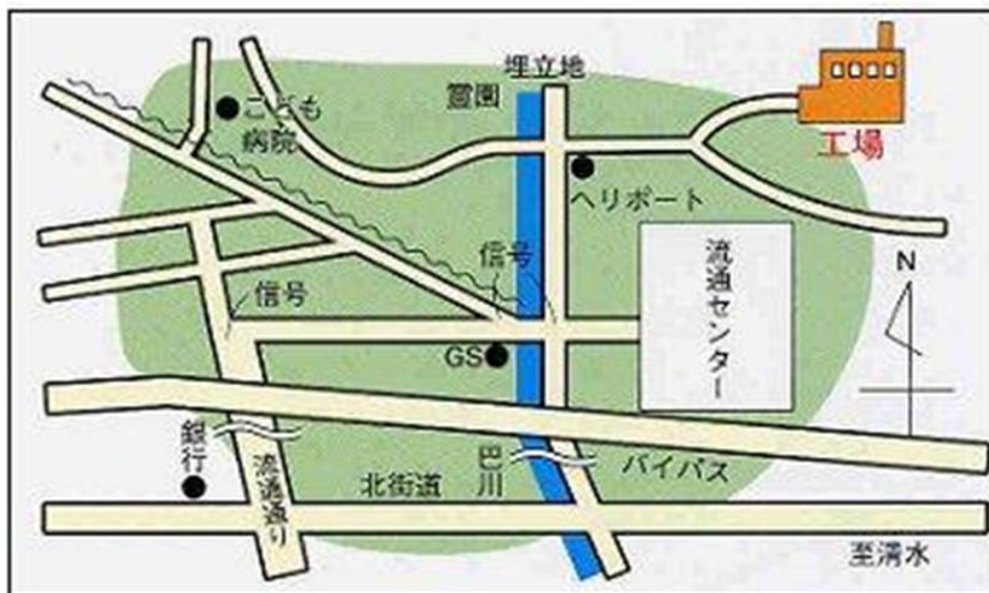 埋立地
霊園
こども
病院
工場
ヘリポート
信号
流通センター
N
信号
GS
銀行
流通通り
北街道
巴川
バイパス
至清水